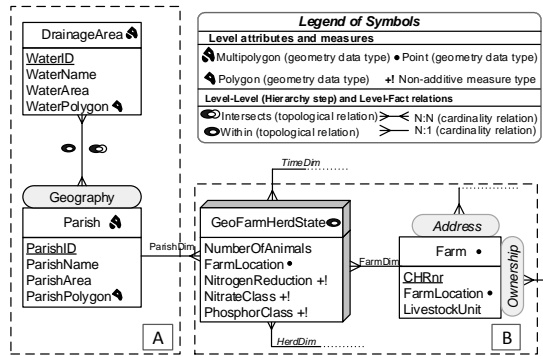 DrainageArea
WaterID
WaterName
WaterArea
WaterPolygon
Geography
Parish
ParishID
ParishName
ParishArea
ParishPolygon
A
Legend of Symbols
Level attributes and measures
Multipolygon (geometry data type) Point (geometry data type)
Polygon (geometry data type) +! Non-additive measure type
Level-Level (Hierarchy step) and Level-Fact relations
Intersects (topological relation) N:N (cardinality relation)
Within (topological relation) N:1 (cardinality relation)
TimeDim
GeoFarmHerdState
NumberOfAnimals
FarmLocation
NitrogenReduction +!
NitrateClass +!
PhosphorClass +!
ParishDim
FarmDim
HerdDim
Address
Farm
CHRnr
FarmLocation
LivestockUnit
Ownership
B